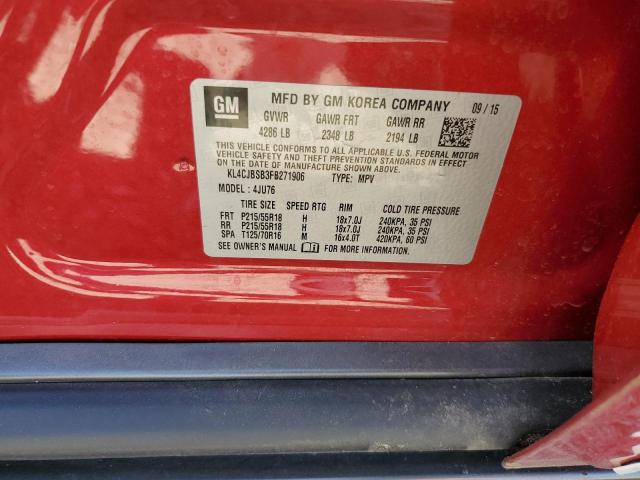 GM
MFD BY GM KOREA COMPANY 09/15
GVWR GAWR FRT GAWR RR
4286 LB 2348 LB 2194 LB
THIS VEHICLE CONFORMS TO ALL APPLICABLE U.S. FEDERAL MOTOR
VEHICLE SAFETY AND THEFT PREVENTION STANDARDS IN EFFECT
ON THE DATE OF MANUFACTURE SHOWN ABOVE.
KL4CJBSB3FB271906 TYPE: MPV
MODEL: 4JU76
TIRE SIZE SPEED RTG RIM COLD TIRE PRESSURE
FRT P215/55R18 H 18x7.0J 240KPA, 35 PSI
RR P215/55R18 H 18x7.0J 240KPA, 35 PSI
SPA T125/70R16 M 16x4.0T 420KPA, 60 PSI
SEE OWNER'S MANUAL FOR MORE INFORMATION.